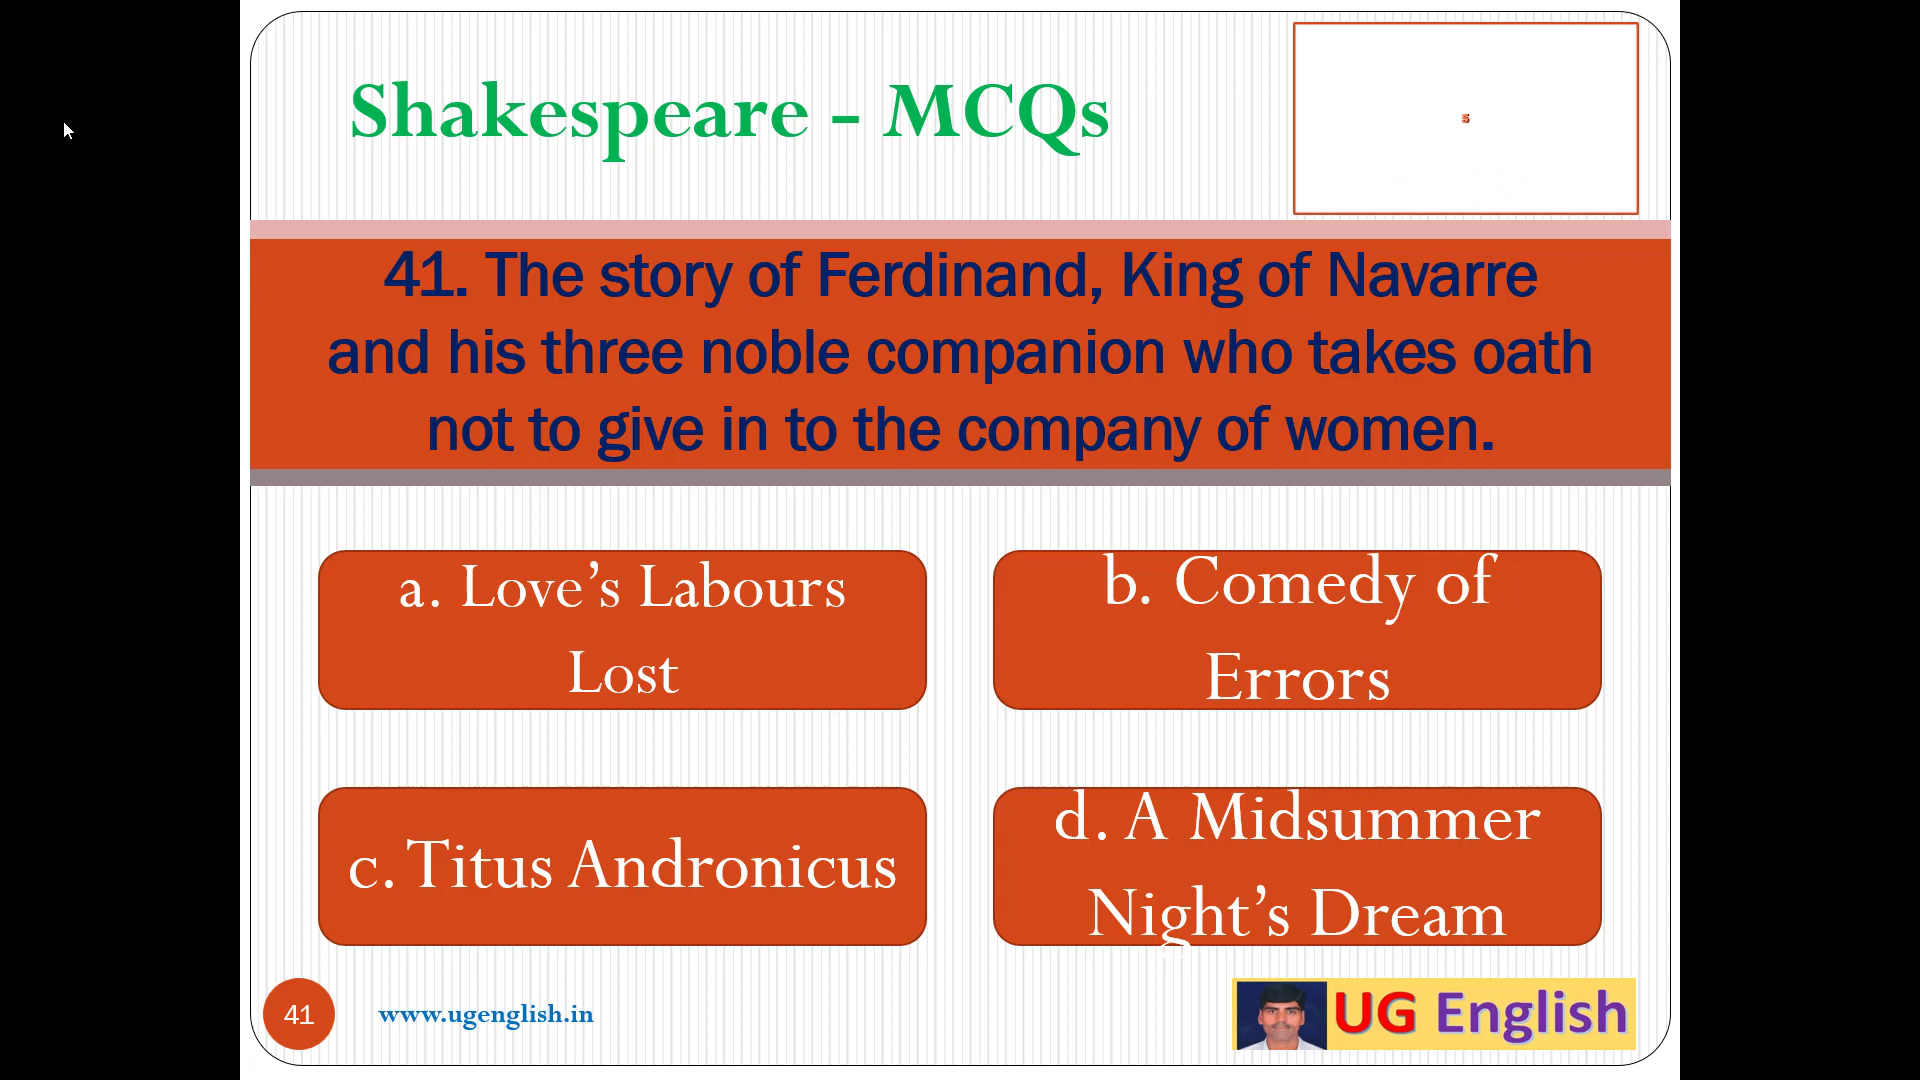 Shakespeare - MCQs
5
41. The story of Ferdinand, King of Navarre
and his three noble companion who takes oath
not to give in to the company of women.
a. Love’s Labours
Lost
b. Comedy of
Errors
c. Titus Andronicus
d. A Midsummer
Night’s Dream
41
www.ugenglish.in
UG English